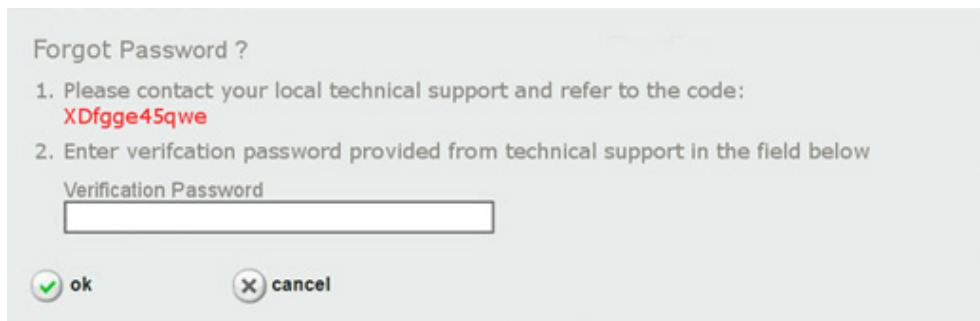 Forgot Password ?
1. Please contact your local technical support and refer to the code:
XDfgge45qwe
2. Enter verifcation password provided from technical support in the field below
Verification Password
ok
cancel